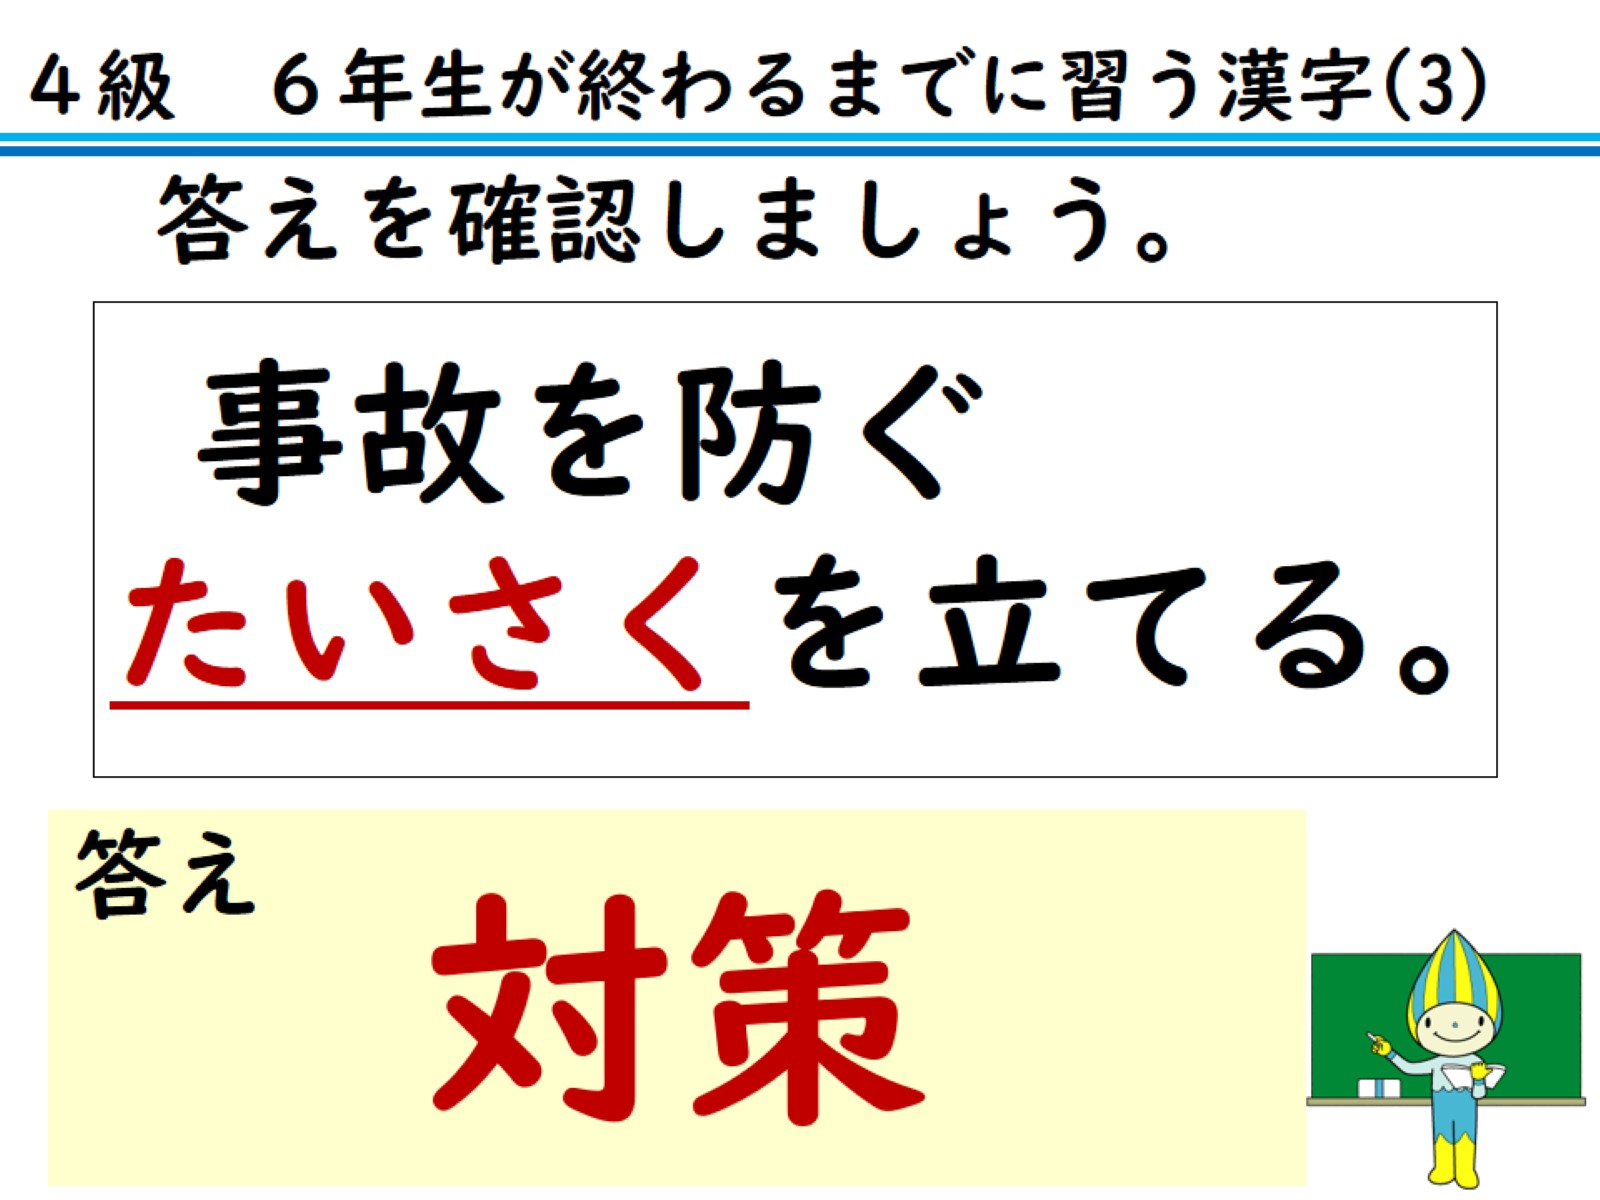 ４級　６年生が終わるまでに習う漢字(3)
答えを確認しましょう。
事故を防ぐ
たいさくを立てる。
答え
対策